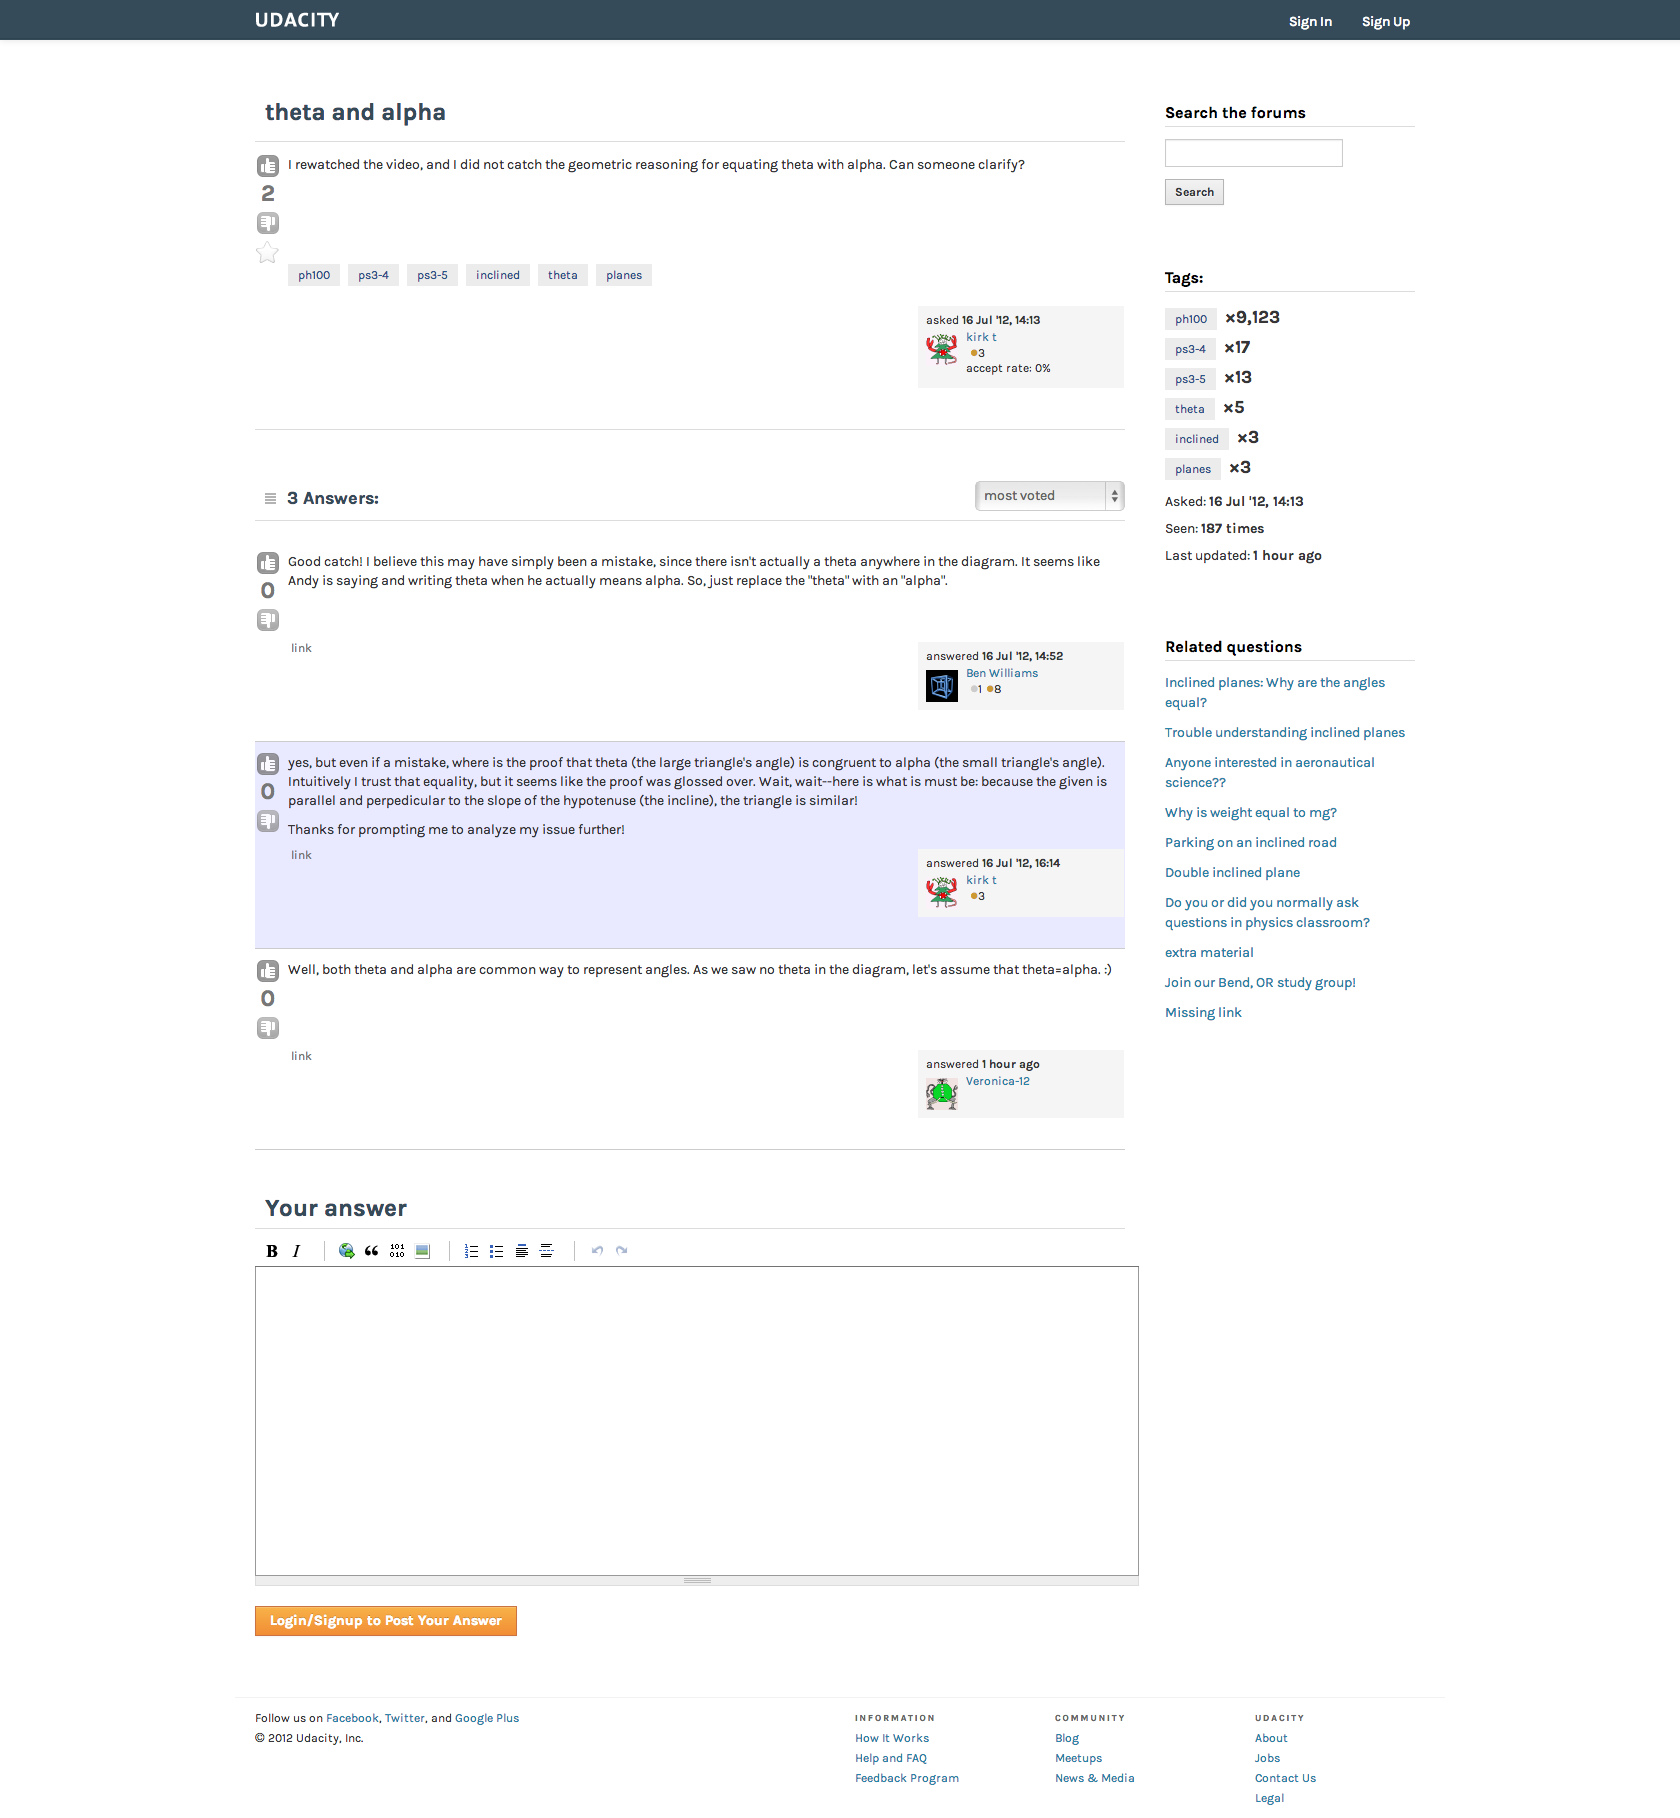 UDACITY
Sign In
Sign Up
theta and alpha
I rewatched the video, and I did not catch the geometric reasoning for equating theta with alpha. Can someone clarify?
2
ph100
ps3-4
ps3-5
inclined
theta
planes
asked 16 Jul '12, 14:13
kirk t
3
accept rate: 0%
3 Answers:
most voted
Good catch! I believe this may have simply been a mistake, since there isn't actually a theta anywhere in the diagram. It seems like
Andy is saying and writing theta when he actually means alpha. So, just replace the "theta" with an "alpha".
0
link
answered 16 Jul '12, 14:52
Ben Williams
1 8
yes, but even if a mistake, where is the proof that theta (the large triangle's angle) is congruent to alpha (the small triangle's angle).
Intuitively I trust that equality, but it seems like the proof was glossed over. Wait, wait--here is what is must be: because the given is
parallel and perpedicular to the slope of the hypotenuse (the incline), the triangle is similar!
0
Thanks for prompting me to analyze my issue further!
link
answered 16 Jul '12, 16:14
kirk t
3
Well, both theta and alpha are common way to represent angles. As we saw no theta in the diagram, let's assume that theta=alpha. :)
0
link
answered 1 hour ago
Veronica-12
Your answer
B I
101
010
Login/Signup to Post Your Answer
Search the forums
Search
Tags:
ph100 ×9,123
ps3-4 ×17
ps3-5 ×13
theta ×5
inclined ×3
planes ×3
Asked: 16 Jul '12, 14:13
Seen: 187 times
Last updated: 1 hour ago
Related questions
Inclined planes: Why are the angles
equal?
Trouble understanding inclined planes
Anyone interested in aeronautical
science??
Why is weight equal to mg?
Parking on an inclined road
Double inclined plane
Do you or did you normally ask
questions in physics classroom?
extra material
Join our Bend, OR study group!
Missing link
Follow us on Facebook, Twitter, and Google Plus
© 2012 Udacity, Inc.
INFORMATION
How It Works
Help and FAQ
Feedback Program
COMMUNITY
Blog
Meetups
News & Media
UDACITY
About
Jobs
Contact Us
Legal